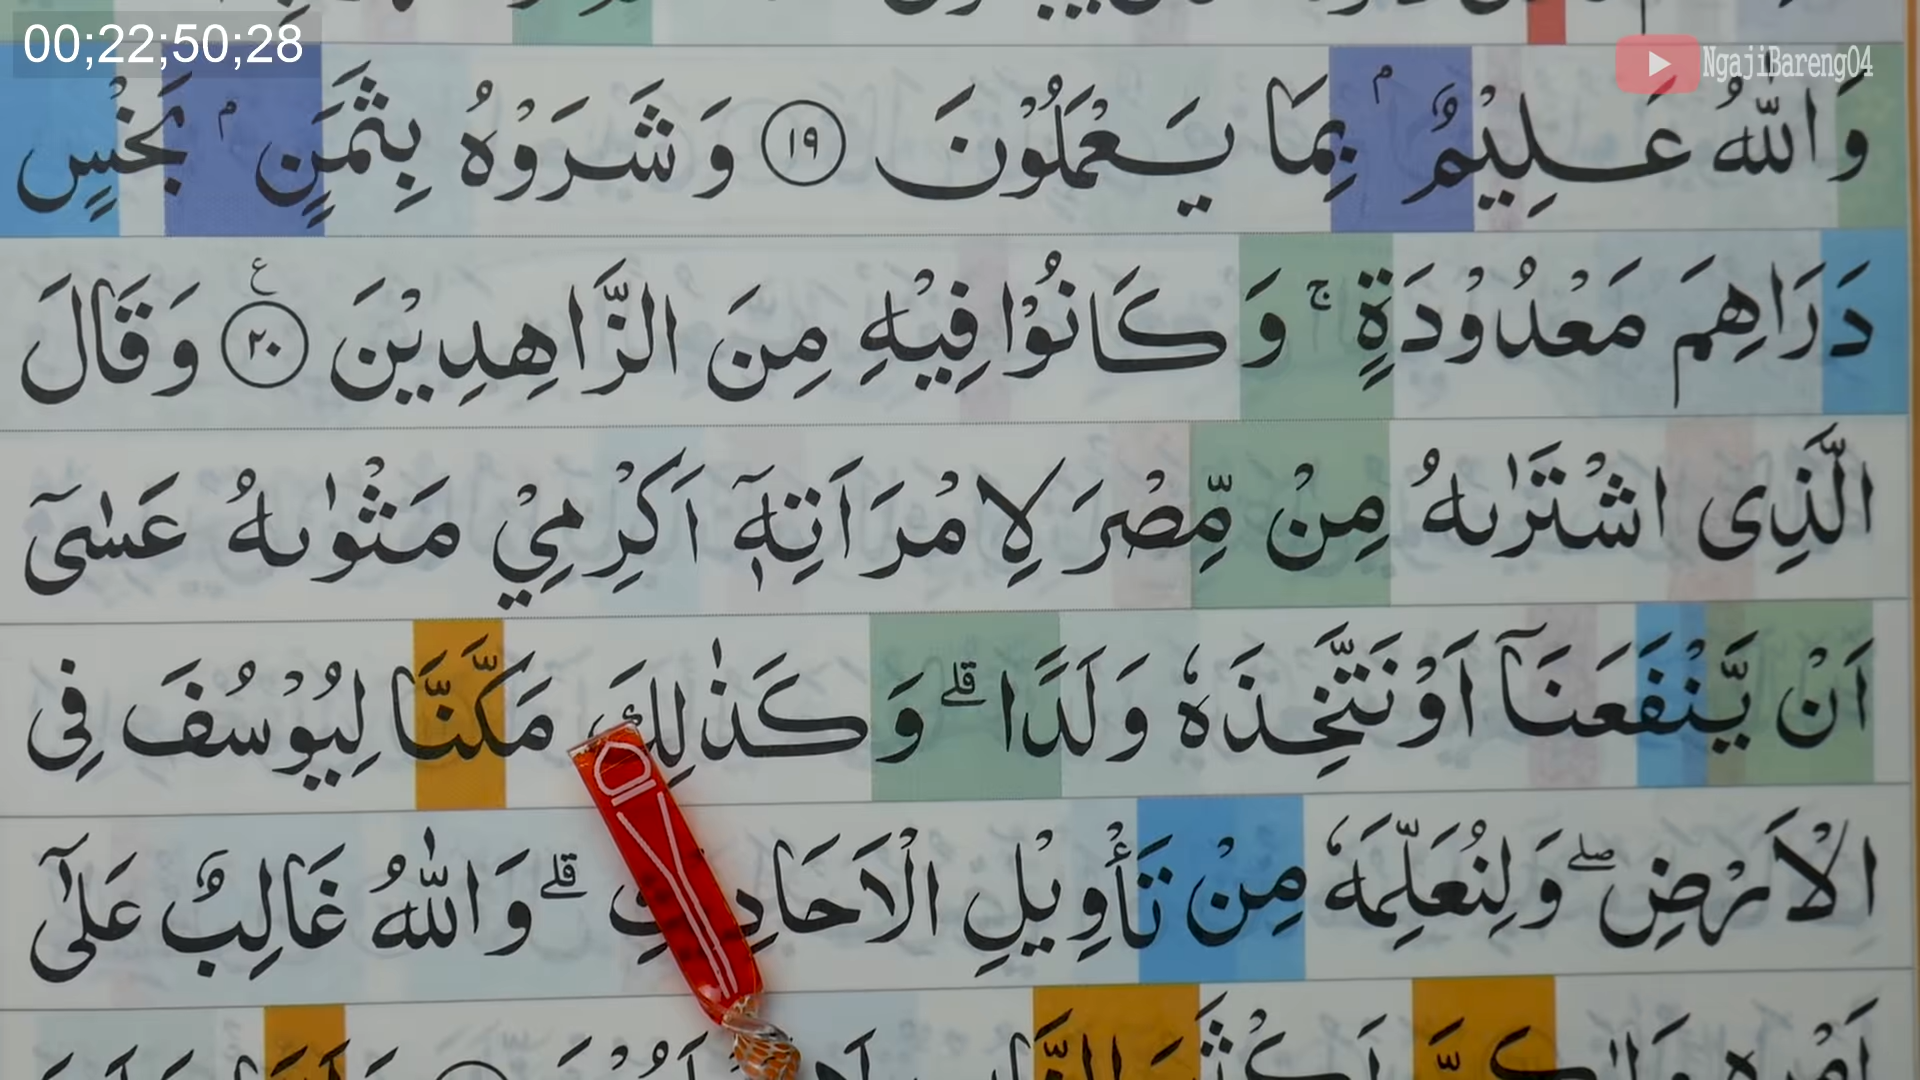 00;22;50;28
NgajiBareng04
وَاللّٰهُ عَلِيْمٌۢ بِمَا يَعْمَلُوْنَ ١٩ وَشَرَوْهُ بِثَمَنٍۢ بَخْسٍ
دَرَاهِمَ مَعْدُوْدَةٍ ۚ وَكَانُوْا فِيْهِ مِنَ الزَّاهِدِيْنَ ٢٠ ع وَقَالَ
الَّذِى اشْتَرٰىهُ مِنْ مِّصْرَ لِامْرَاَتِهٖٓ اَكْرِمِيْ مَثْوٰىهُ عَسٰىٓ
اَنْ يَّنْفَعَنَآ اَوْ نَتَّخِذَهٗ وَلَدًا ۗ وَكَذٰلِكَ مَكَّنَّا لِيُوْسُفَ فِى
الْاَرْضِ ۖ وَلِنُعَلِّمَهٗ مِنْ تَأْوِيْلِ الْاَحَادِيْثِ ۗ وَاللّٰهُ غَالِبٌ عَلٰىٓ